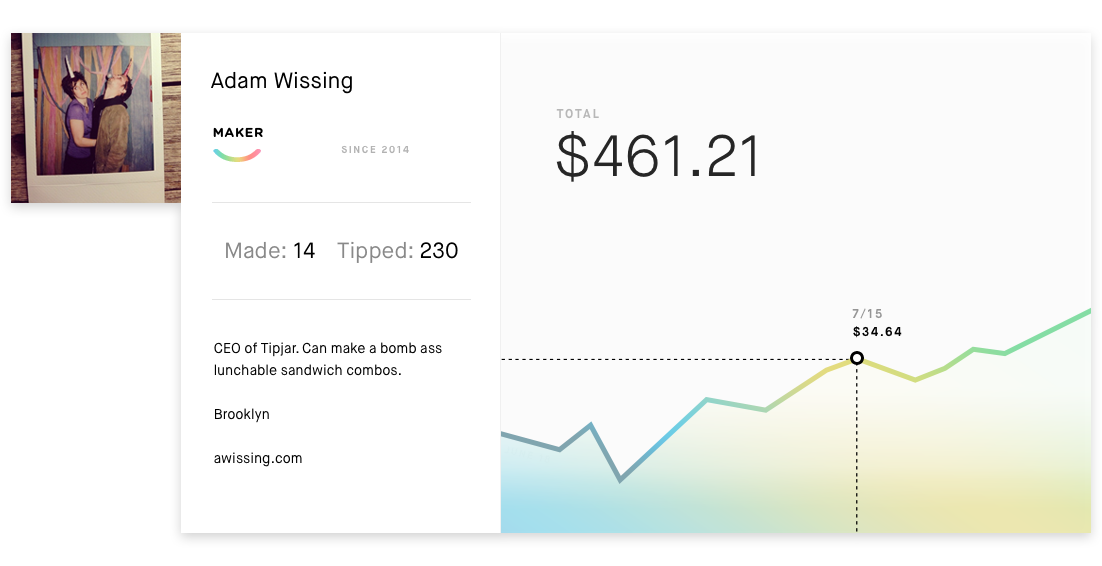 Adam Wissing
MAKER
SINCE 2014
Made: 14 Tipped: 230
CEO of Tipjar. Can make a bomb ass
lunchable sandwich combos.
Brooklyn
awissing.com
TOTAL
$461.21
7/15
$34.64